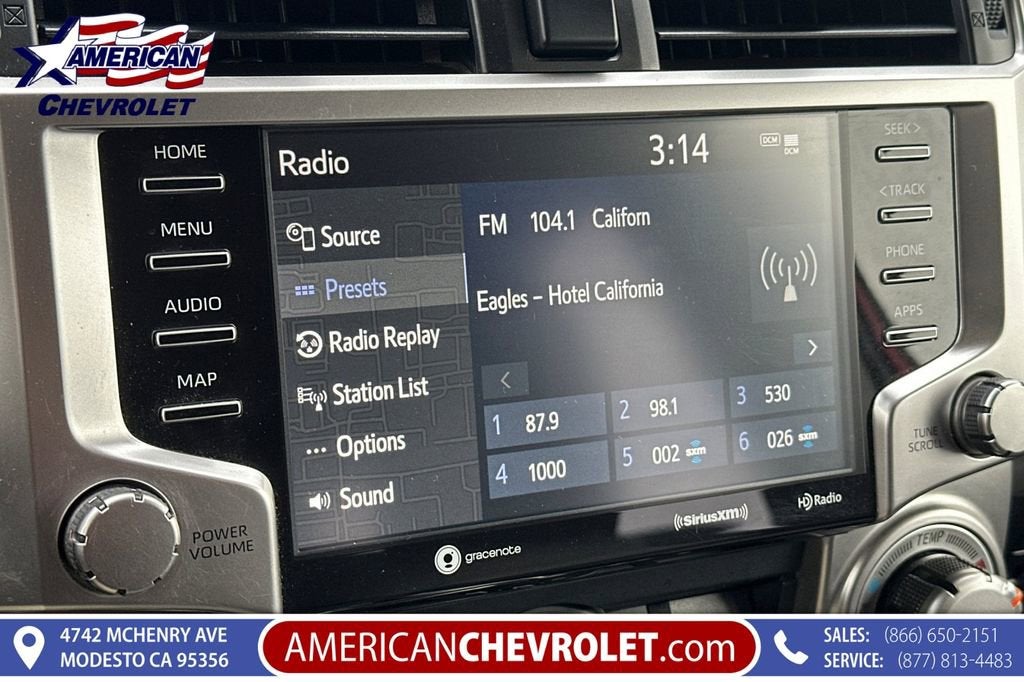 AMERICAN
CHEVROLET
HOME
MENU
AUDIO
MAP
POWER
VOLUME
Radio
3:14
DCM
DCM
Source
Presets
Radio Replay
Station List
... Options
Sound
FM 104.1 Californ
Eagles – Hotel California
<
>
1 87.9
2 98.1
3 530
4 1000
5 002 sxm
6 026 sxm
gracenote
((SiriusXM))
HD Radio
SEEK >
< TRACK
PHONE
APPS
TUNE
SCROLL
TEMP
4742 MCHENRY AVE
MODESTO CA 95356
AMERICANCHEVROLET.com
SALES: (866) 650-2151
SERVICE: (877) 813-4483